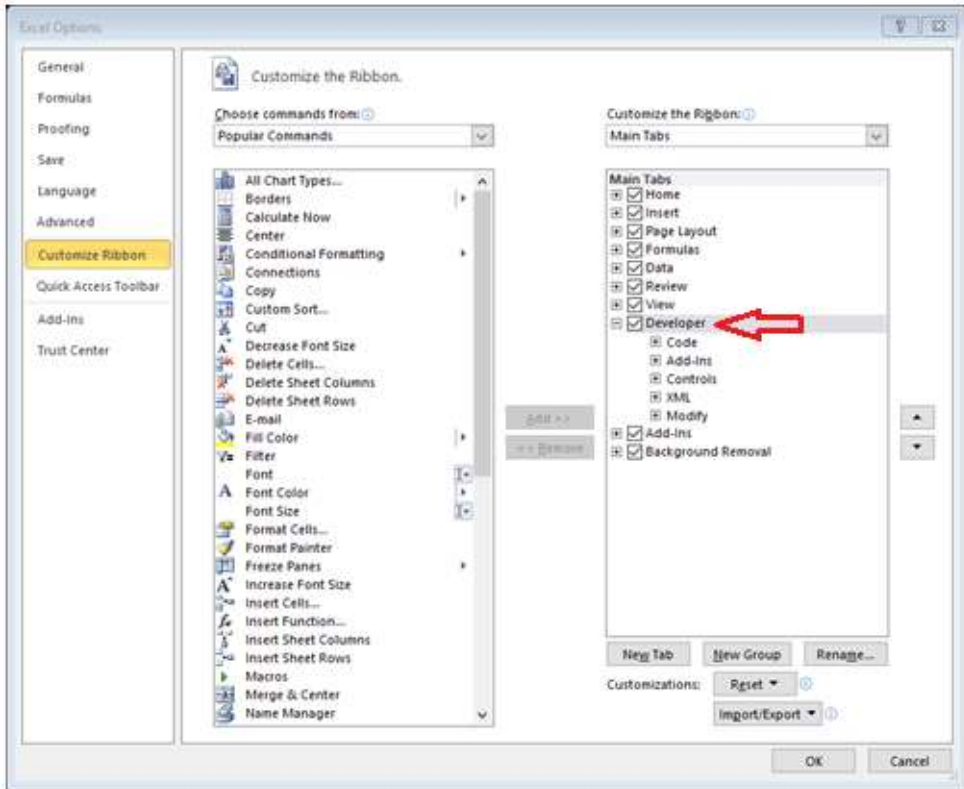 Excel Options
General
Formulas
Proofing
Save
Language
Advanced
Customize Ribbon
Quick Access Toolbar
Add-Ins
Trust Center
Customize the Ribbon.
Choose commands from:
Popular Commands
All Chart Types...
Borders
Calculate Now
Center
Conditional Formatting
Connections
Copy
Custom Sort...
Cut
Decrease Font Size
Delete Cells...
Delete Sheet Columns
Delete Sheet Rows
E-mail
Fill Color
Filter
Font
Font Color
Font Size
Format Cells...
Format Painter
Freeze Panes
Increase Font Size
Insert Cells...
Insert Function...
Insert Sheet Columns
Insert Sheet Rows
Macros
Merge & Center
Name Manager
Add >>
<< Remove
Customize the Ribbon:
Main Tabs
Main Tabs
Home
Insert
Page Layout
Formulas
Data
Review
View
Developer
Code
Add-Ins
Controls
XML
Modify
Add-Ins
Background Removal
New Tab
New Group
Rename...
Customizations:
Reset
Import/Export
OK
Cancel